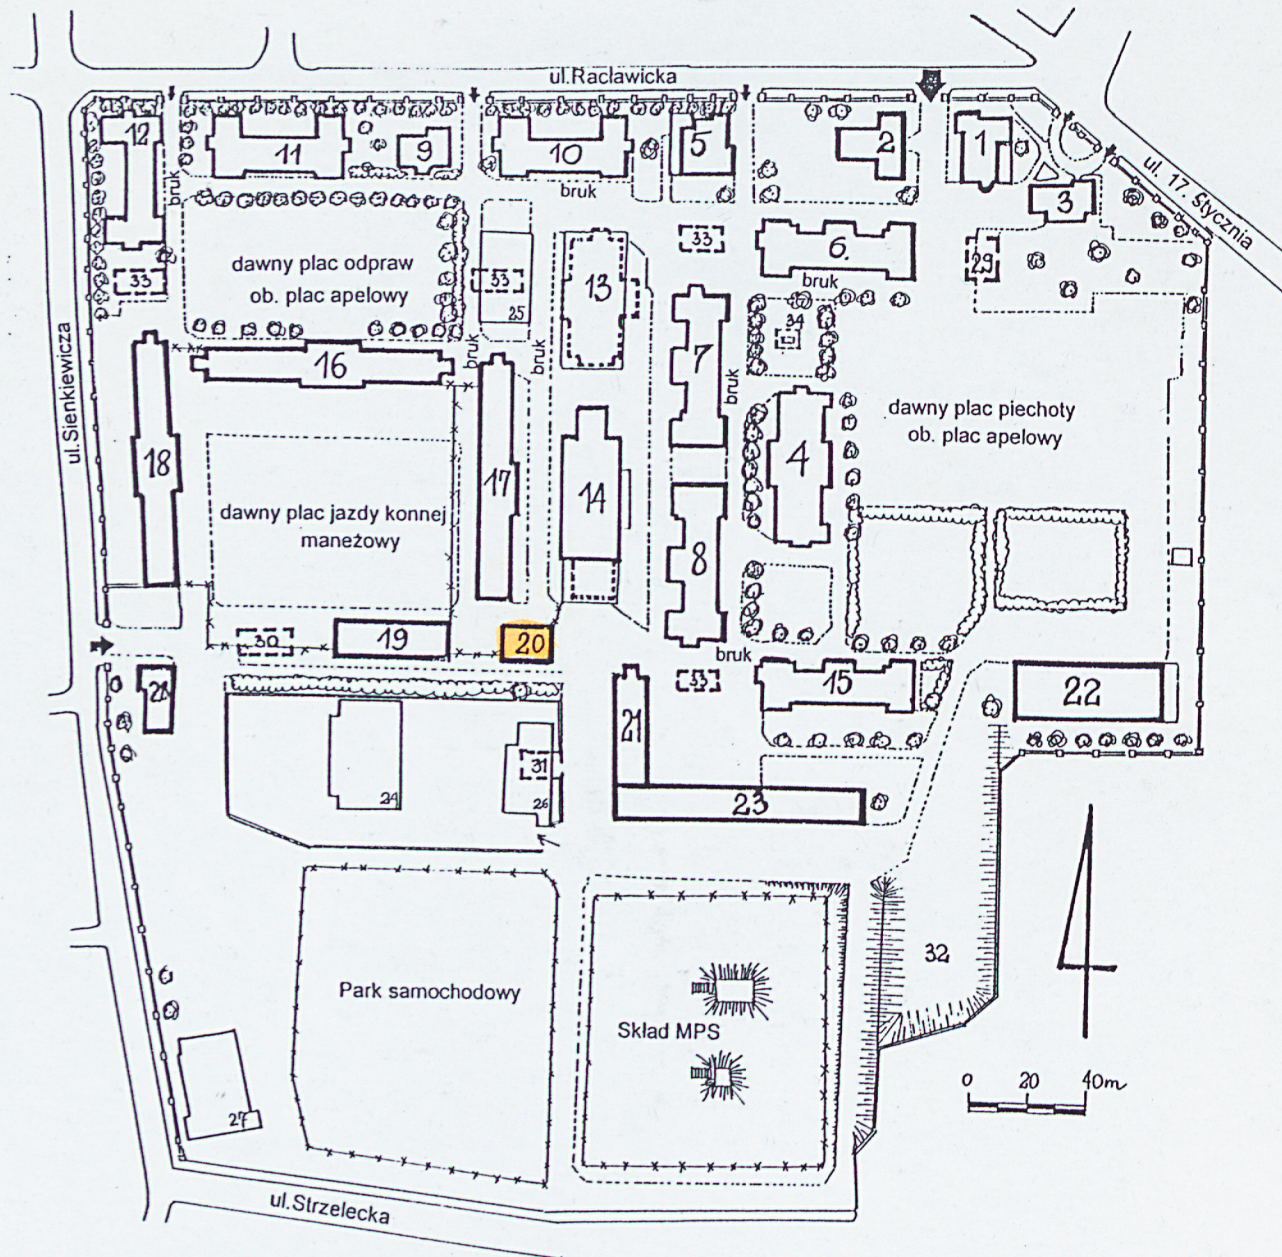 ul.Racławicka
12
11
9
10
5
2
1
ul. 17. Stycznia
bruk
bruk
3
33
6.
29
dawny plac odpraw
ob. plac apelowy
33
33
25
13
bruk
34
7
bruk
bruk
16
bruk
ul.Sienkiewicza
dawny plac piechoty
ob. plac apelowy
18
17
14
4
dawny plac jazdy konnej
maneżowy
8
30
19
20
bruk
33
15
22
21
24
31
26
23
32
Park samochodowy
Skład MPS
0 20 40m
27
ul.Strzelecka